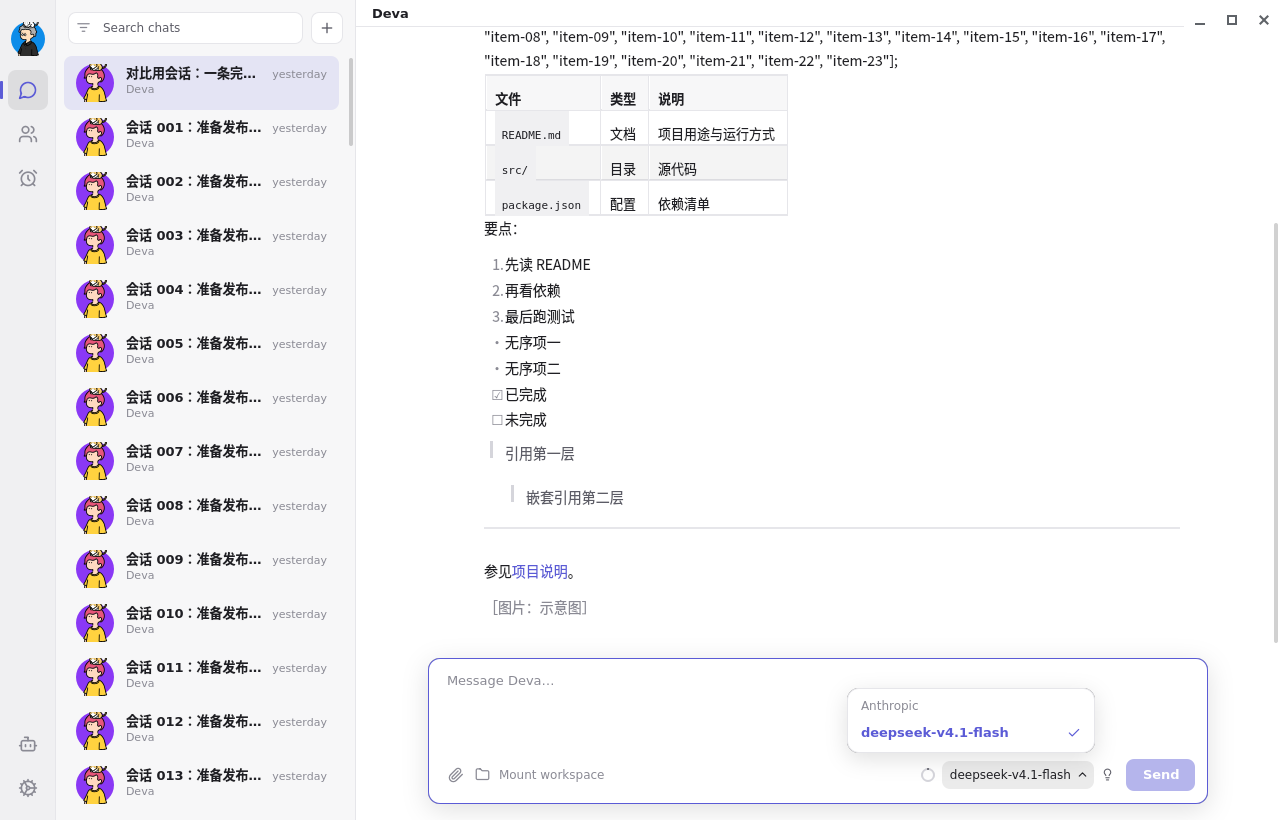 Search chats
对比用会话：一条完… yesterday
Deva
会话 001：准备发布… yesterday
Deva
会话 002：准备发布… yesterday
Deva
会话 003：准备发布… yesterday
Deva
会话 004：准备发布… yesterday
Deva
会话 005：准备发布… yesterday
Deva
会话 006：准备发布… yesterday
Deva
会话 007：准备发布… yesterday
Deva
会话 008：准备发布… yesterday
Deva
会话 009：准备发布… yesterday
Deva
会话 010：准备发布… yesterday
Deva
会话 011：准备发布… yesterday
Deva
会话 012：准备发布… yesterday
Deva
会话 013：准备发布… yesterday
Deva
Deva
"item-08", "item-09", "item-10", "item-11", "item-12", "item-13", "item-14", "item-15", "item-16", "item-17",
"item-18", "item-19", "item-20", "item-21", "item-22", "item-23"];
文件 类型 说明
README.md 文档 项目用途与运行方式
src/ 目录 源代码
package.json 配置 依赖清单
要点：
1. 先读 README
2. 再看依赖
3. 最后跑测试
• 无序项一
• 无序项二
☑ 已完成
☐ 未完成
引用第一层
嵌套引用第二层
参见项目说明。
［图片：示意图］
Message Deva…
Anthropic
deepseek-v4.1-flash
Mount workspace
deepseek-v4.1-flash
Send